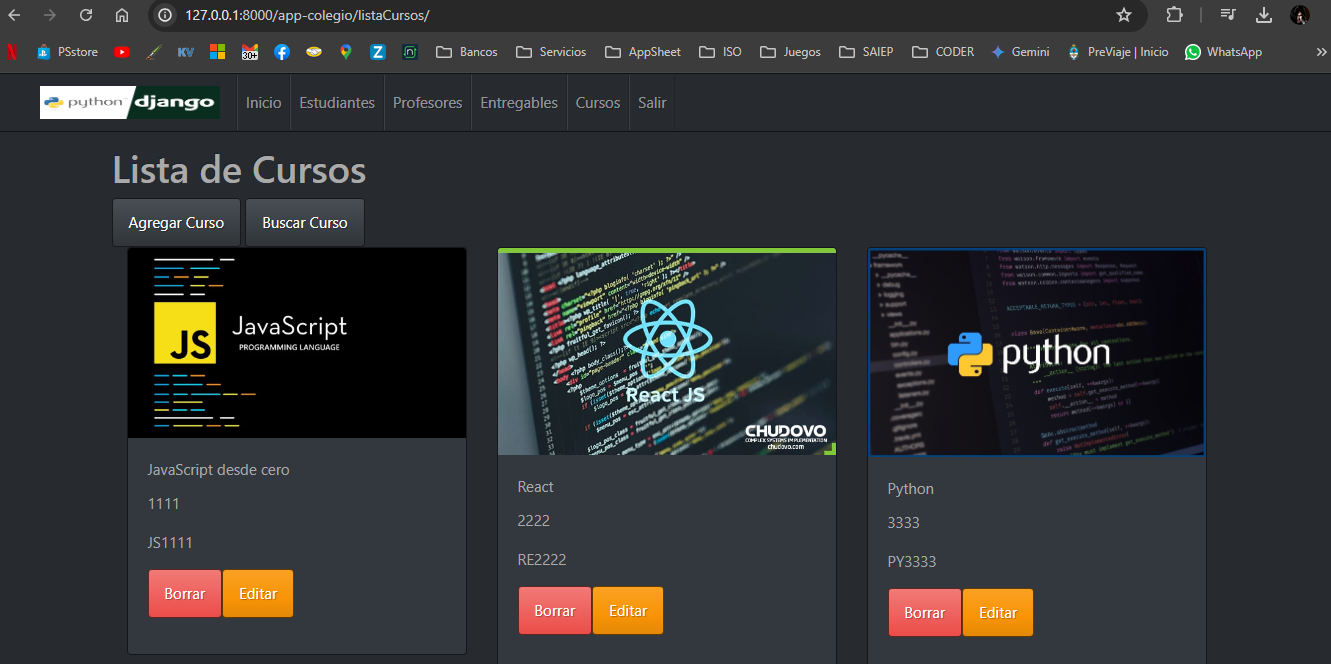 127.0.0.1:8000/app-colegio/listaCursos/
PSstore
KV
30+
Z
n
Bancos
Servicios
AppSheet
ISO
Juegos
SAIEP
CODER
Gemini
PreViaje | Inicio
WhatsApp
»
python django
Inicio
Estudiantes
Profesores
Entregables
Cursos
Salir
Lista de Cursos
Agregar Curso
Buscar Curso
JS
JavaScript
PROGRAMMING LANGUAGE
JavaScript desde cero
1111
JS1111
Borrar
Editar
React JS
CHUDOVO
COMPLEX SYSTEMS IMPLEMENTATION
chudovo.com
React
2222
RE2222
Borrar
Editar
python
Python
3333
PY3333
Borrar
Editar